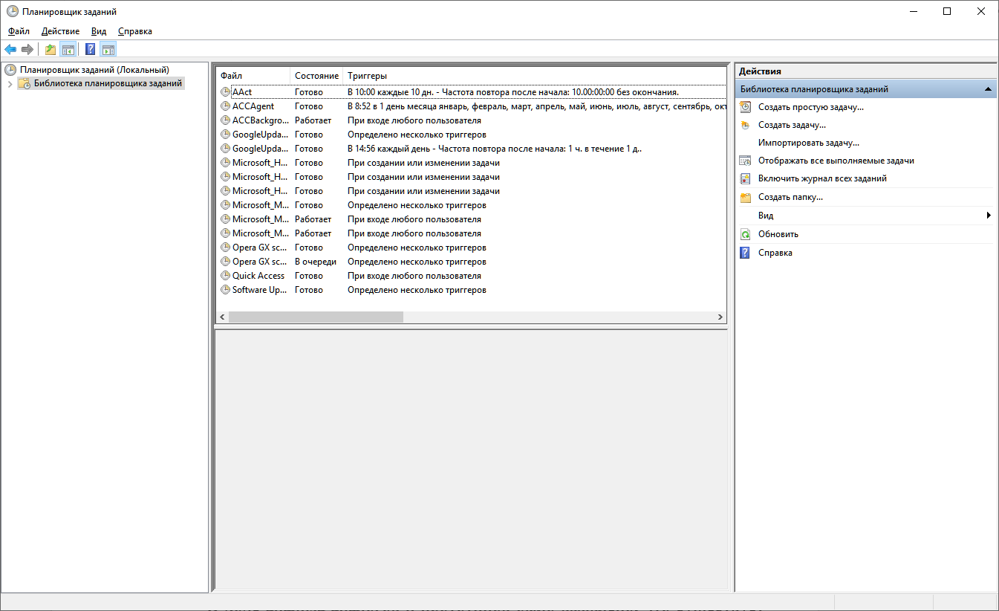 Планировщик заданий
Файл Действие Вид Справка
Планировщик заданий (Локальный)
Библиотека планировщика заданий
Файл Состояние Триггеры
AAct Готово В 10:00 каждые 10 дн. - Частота повтора после начала: 10.00:00:00 без окончания.
ACCAgent Готово В 8:52 в 1 день месяца январь, февраль, март, апрель, май, июнь, июль, август, сентябрь, окт
ACCBackgro... Работает При входе любого пользователя
GoogleUpda... Готово Определено несколько триггеров
GoogleUpda... Готово В 14:56 каждый день - Частота повтора после начала: 1 ч. в течение 1 д..
Microsoft_H... Готово При создании или изменении задачи
Microsoft_H... Готово При создании или изменении задачи
Microsoft_H... Готово При создании или изменении задачи
Microsoft_M... Готово Определено несколько триггеров
Microsoft_M... Работает При входе любого пользователя
Microsoft_M... Работает При входе любого пользователя
Opera GX sc... Готово Определено несколько триггеров
Opera GX sc... В очереди Определено несколько триггеров
Quick Access Готово При входе любого пользователя
Software Up... Готово Определено несколько триггеров
Действия
Библиотека планировщика заданий
Создать простую задачу...
Создать задачу...
Импортировать задачу...
Отображать все выполняемые задачи
Включить журнал всех заданий
Создать папку...
Вид
Обновить
Справка